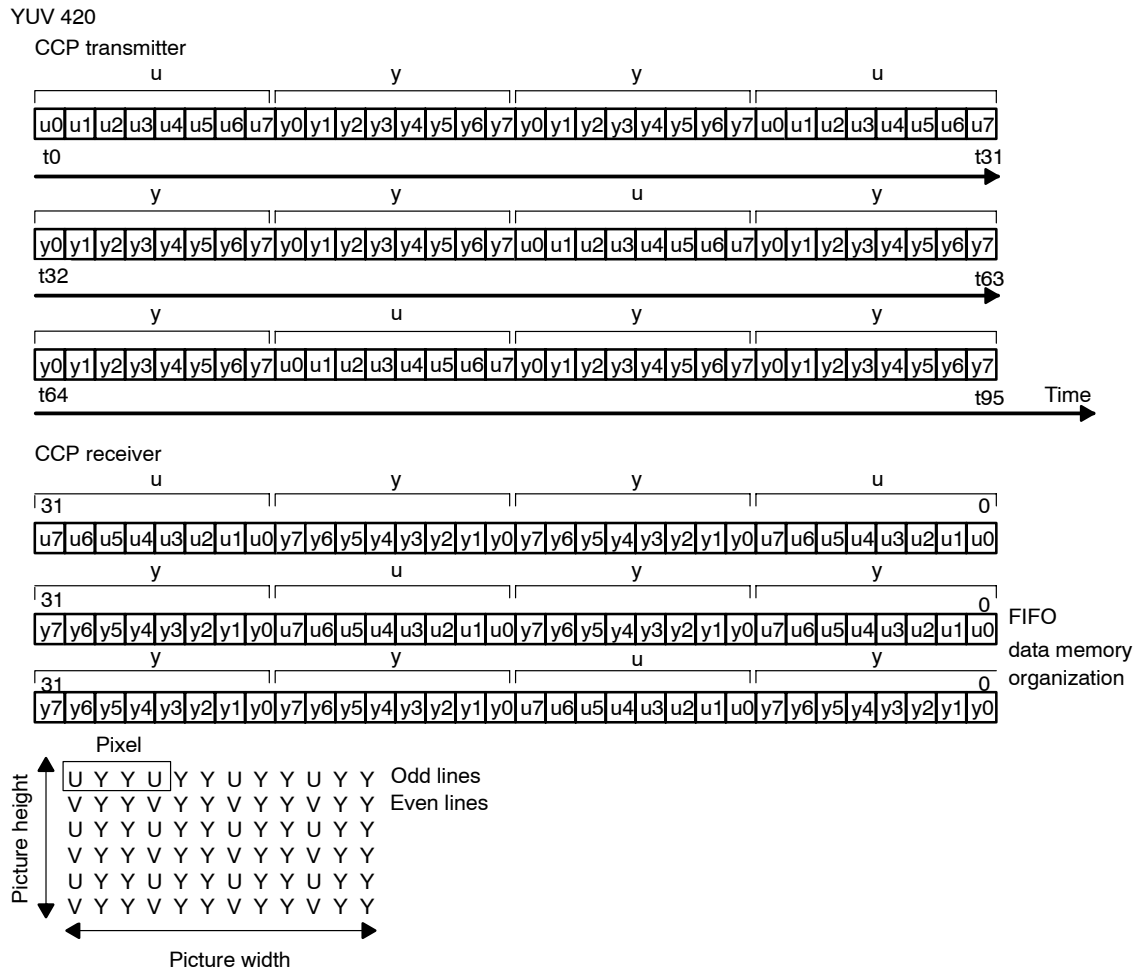 YUV 420
CCP transmitter
u y y u
u0 u1 u2 u3 u4 u5 u6 u7 y0 y1 y2 y3 y4 y5 y6 y7 y0 y1 y2 y3 y4 y5 y6 y7 u0 u1 u2 u3 u4 u5 u6 u7
t0 t31
y y u y
y0 y1 y2 y3 y4 y5 y6 y7 y0 y1 y2 y3 y4 y5 y6 y7 u0 u1 u2 u3 u4 u5 u6 u7 y0 y1 y2 y3 y4 y5 y6 y7
t32 t63
y u y y
y0 y1 y2 y3 y4 y5 y6 y7 u0 u1 u2 u3 u4 u5 u6 u7 y0 y1 y2 y3 y4 y5 y6 y7 y0 y1 y2 y3 y4 y5 y6 y7
t64 t95 Time
CCP receiver
u y y u
31 0
u7 u6 u5 u4 u3 u2 u1 u0 y7 y6 y5 y4 y3 y2 y1 y0 y7 y6 y5 y4 y3 y2 y1 y0 u7 u6 u5 u4 u3 u2 u1 u0
y u y y
31 0
y7 y6 y5 y4 y3 y2 y1 y0 u7 u6 u5 u4 u3 u2 u1 u0 y7 y6 y5 y4 y3 y2 y1 y0 u7 u6 u5 u4 u3 u2 u1 u0
y y u y
31 0
y7 y6 y5 y4 y3 y2 y1 y0 y7 y6 y5 y4 y3 y2 y1 y0 u7 u6 u5 u4 u3 u2 u1 u0 y7 y6 y5 y4 y3 y2 y1 y0
FIFO
data memory
organization
Pixel
U Y Y U Y Y U Y Y U Y Y Odd lines
V Y Y V Y Y V Y Y V Y Y Even lines
U Y Y U Y Y U Y Y U Y Y
V Y Y V Y Y V Y Y V Y Y
U Y Y U Y Y U Y Y U Y Y
V Y Y V Y Y V Y Y V Y Y
Picture height
Picture width